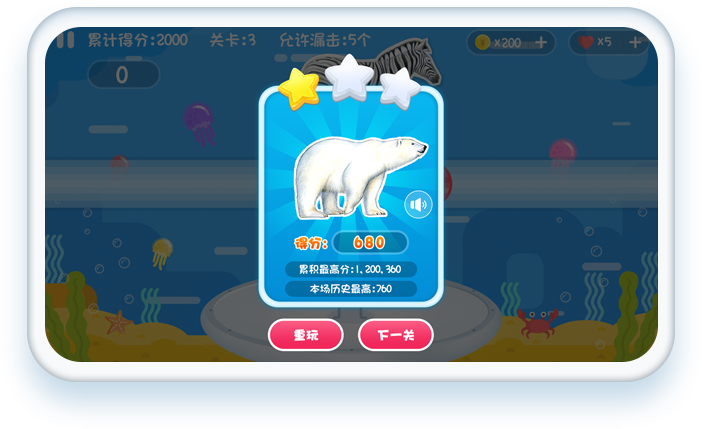 累计得分:2000 关卡:3 允许漏击:5个
x200 +
x5 +
0
得分: 680
累积最高分:1,200,360
本场历史最高:760
重玩 下一关